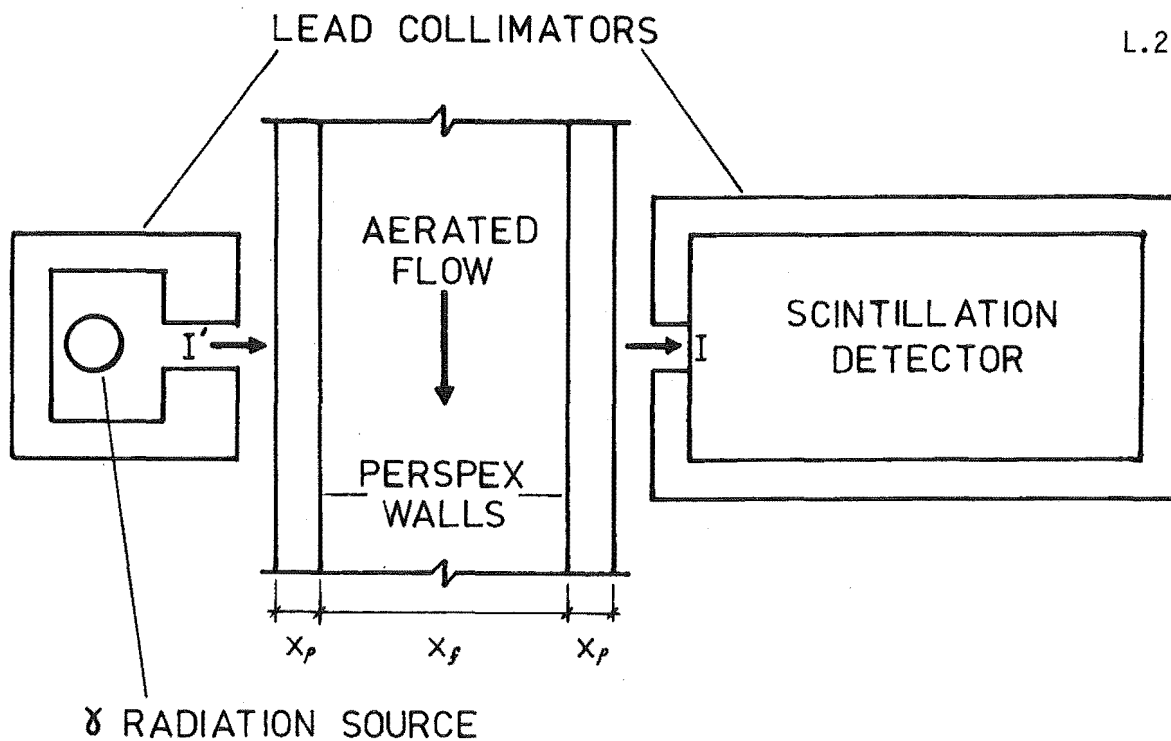 LEAD COLLIMATORS
L.2
AERATED
FLOW
I'
I
SCINTILLATION
DETECTOR
PERSPEX
WALLS
xp
xf
xp
γ RADIATION SOURCE